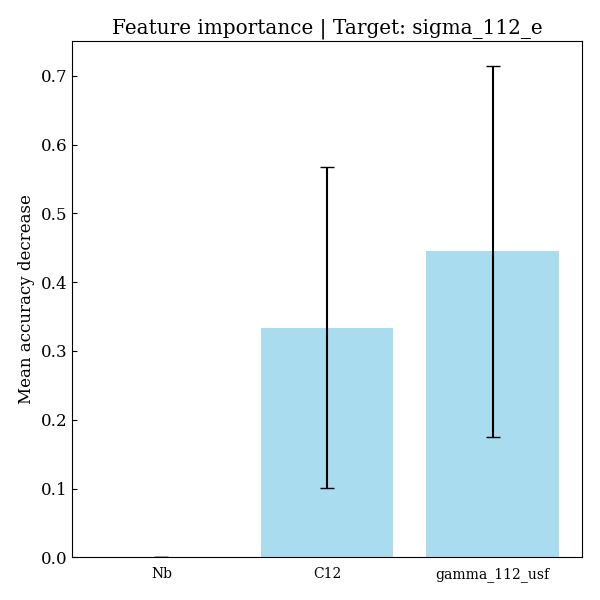 Feature importance | Target: sigma_112_e
Mean accuracy decrease
0.7
0.6
0.5
0.4
0.3
0.2
0.1
0.0
Nb
C12
gamma_112_usf